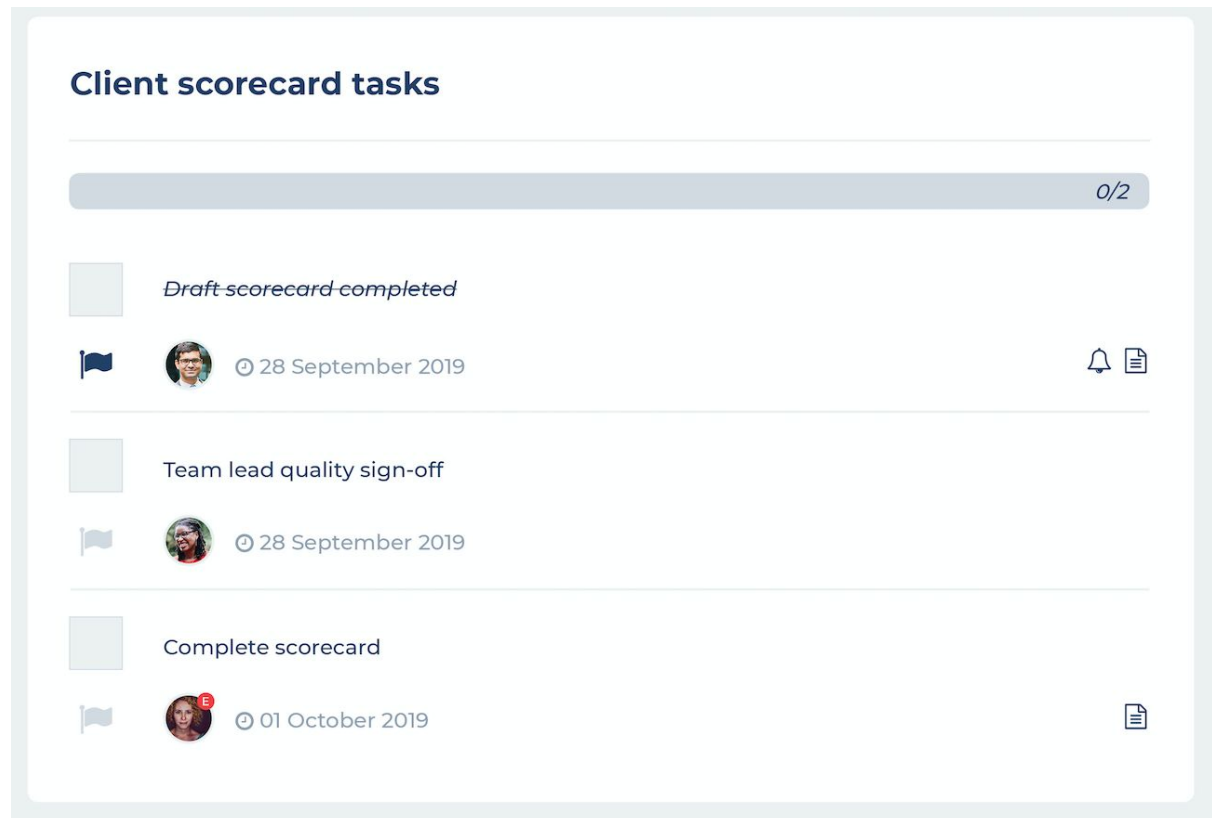 Client scorecard tasks
0/2
Draft scorecard completed
28 September 2019
Team lead quality sign-off
28 September 2019
Complete scorecard
E
01 October 2019